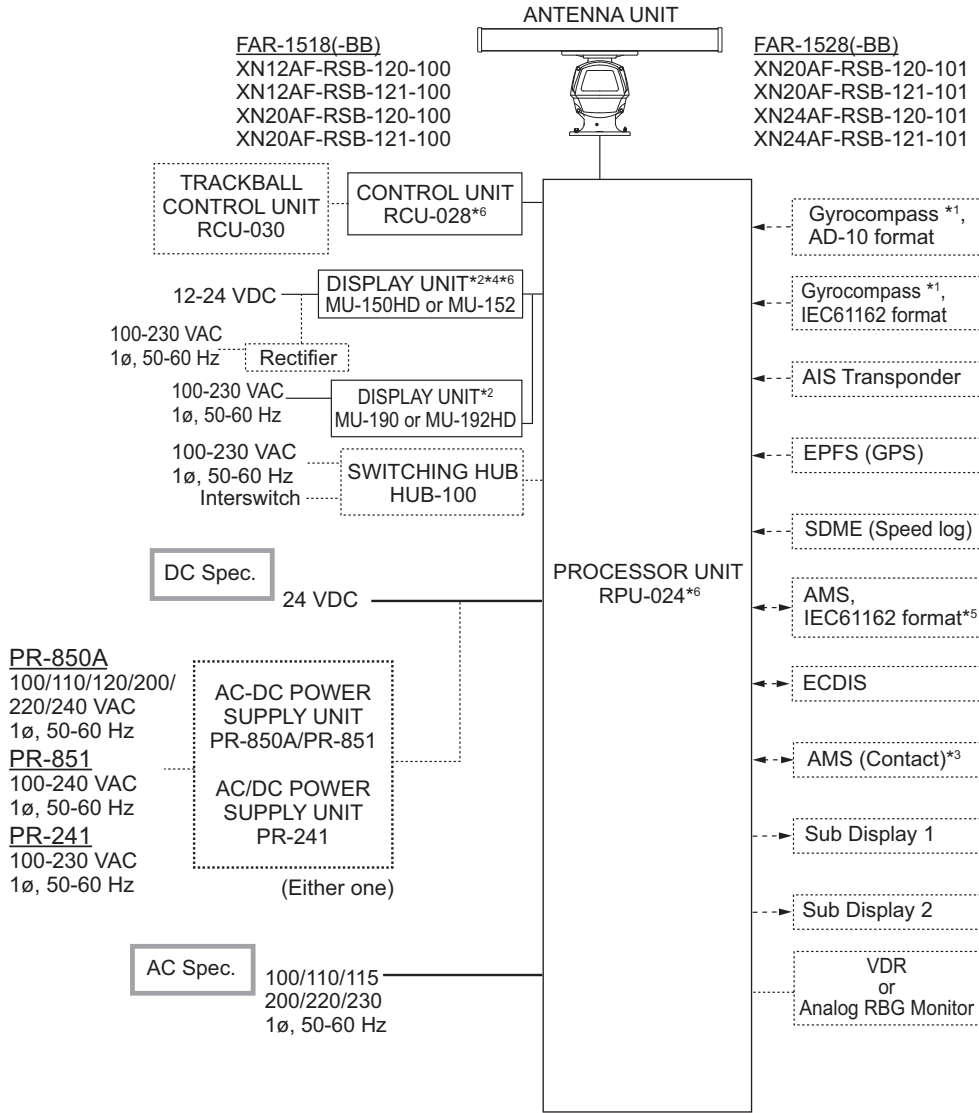 ANTENNA UNIT
FAR-1518(-BB)
XN12AF-RSB-120-100
XN12AF-RSB-121-100
XN20AF-RSB-120-100
XN20AF-RSB-121-100
FAR-1528(-BB)
XN20AF-RSB-120-101
XN20AF-RSB-121-101
XN24AF-RSB-120-101
XN24AF-RSB-121-101
TRACKBALL
CONTROL UNIT
RCU-030
CONTROL UNIT
RCU-028*6
12-24 VDC
DISPLAY UNIT*2*4*6
MU-150HD or MU-152
100-230 VAC
1ø, 50-60 Hz
Rectifier
100-230 VAC
1ø, 50-60 Hz
DISPLAY UNIT*2
MU-190 or MU-192HD
100-230 VAC
1ø, 50-60 Hz
Interswitch
SWITCHING HUB
HUB-100
DC Spec.
24 VDC
PR-850A
100/110/120/200/
220/240 VAC
1ø, 50-60 Hz
PR-851
100-240 VAC
1ø, 50-60 Hz
PR-241
100-230 VAC
1ø, 50-60 Hz
AC-DC POWER
SUPPLY UNIT
PR-850A/PR-851
AC/DC POWER
SUPPLY UNIT
PR-241
(Either one)
AC Spec.
100/110/115
200/220/230
1ø, 50-60 Hz
PROCESSOR UNIT
RPU-024*6
Gyrocompass *1,
AD-10 format
Gyrocompass *1,
IEC61162 format
AIS Transponder
EPFS (GPS)
SDME (Speed log)
AMS,
IEC61162 format*5
ECDIS
AMS (Contact)*3
Sub Display 1
Sub Display 2
VDR
or
Analog RBG Monitor